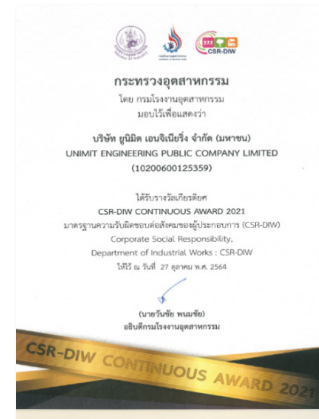 CSR-DIW
กระทรวงอุตสาหกรรม
โดย กรมโรงงานอุตสาหกรรม
มอบไว้เพื่อแสดงว่า
บริษัท ยูนิมิต เอนจิเนียริ่ง จำกัด (มหาชน)
UNIMIT ENGINEERING PUBLIC COMPANY LIMITED
(10200600125359)
ได้รับรางวัลเกียรติยศ
CSR-DIW CONTINUOUS AWARD 2021
มาตรฐานความรับผิดชอบต่อสังคมของผู้ประกอบการ (CSR-DIW)
Corporate Social Responsibility,
Department of Industrial Works : CSR-DIW
ให้ไว้ ณ วันที่ 27 ตุลาคม พ.ศ. 2564
(นายวันชัย พนมชัย)
อธิบดีกรมโรงงานอุตสาหกรรม
CSR-DIW CONTINUOUS AWARD 2021